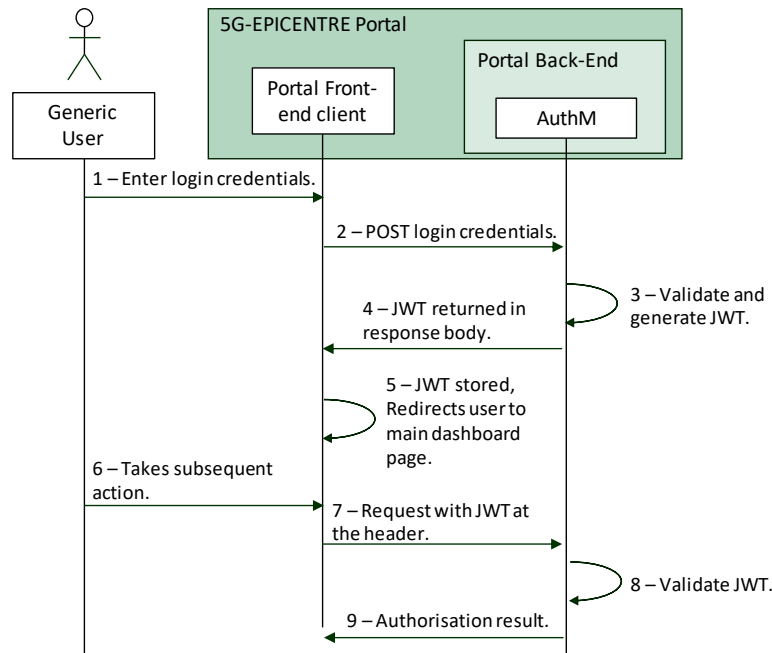 5G-EPICENTRE Portal
Portal Back-End
Generic
User
Portal Front-
end client
AuthM
1 – Enter login credentials.
2 – POST login credentials.
3 – Validate and
generate JWT.
4 – JWT returned in
response body.
5 – JWT stored,
Redirects user to
main dashboard
page.
6 – Takes subsequent
action.
7 – Request with JWT at
the header.
8 – Validate JWT.
9 – Authorisation result.